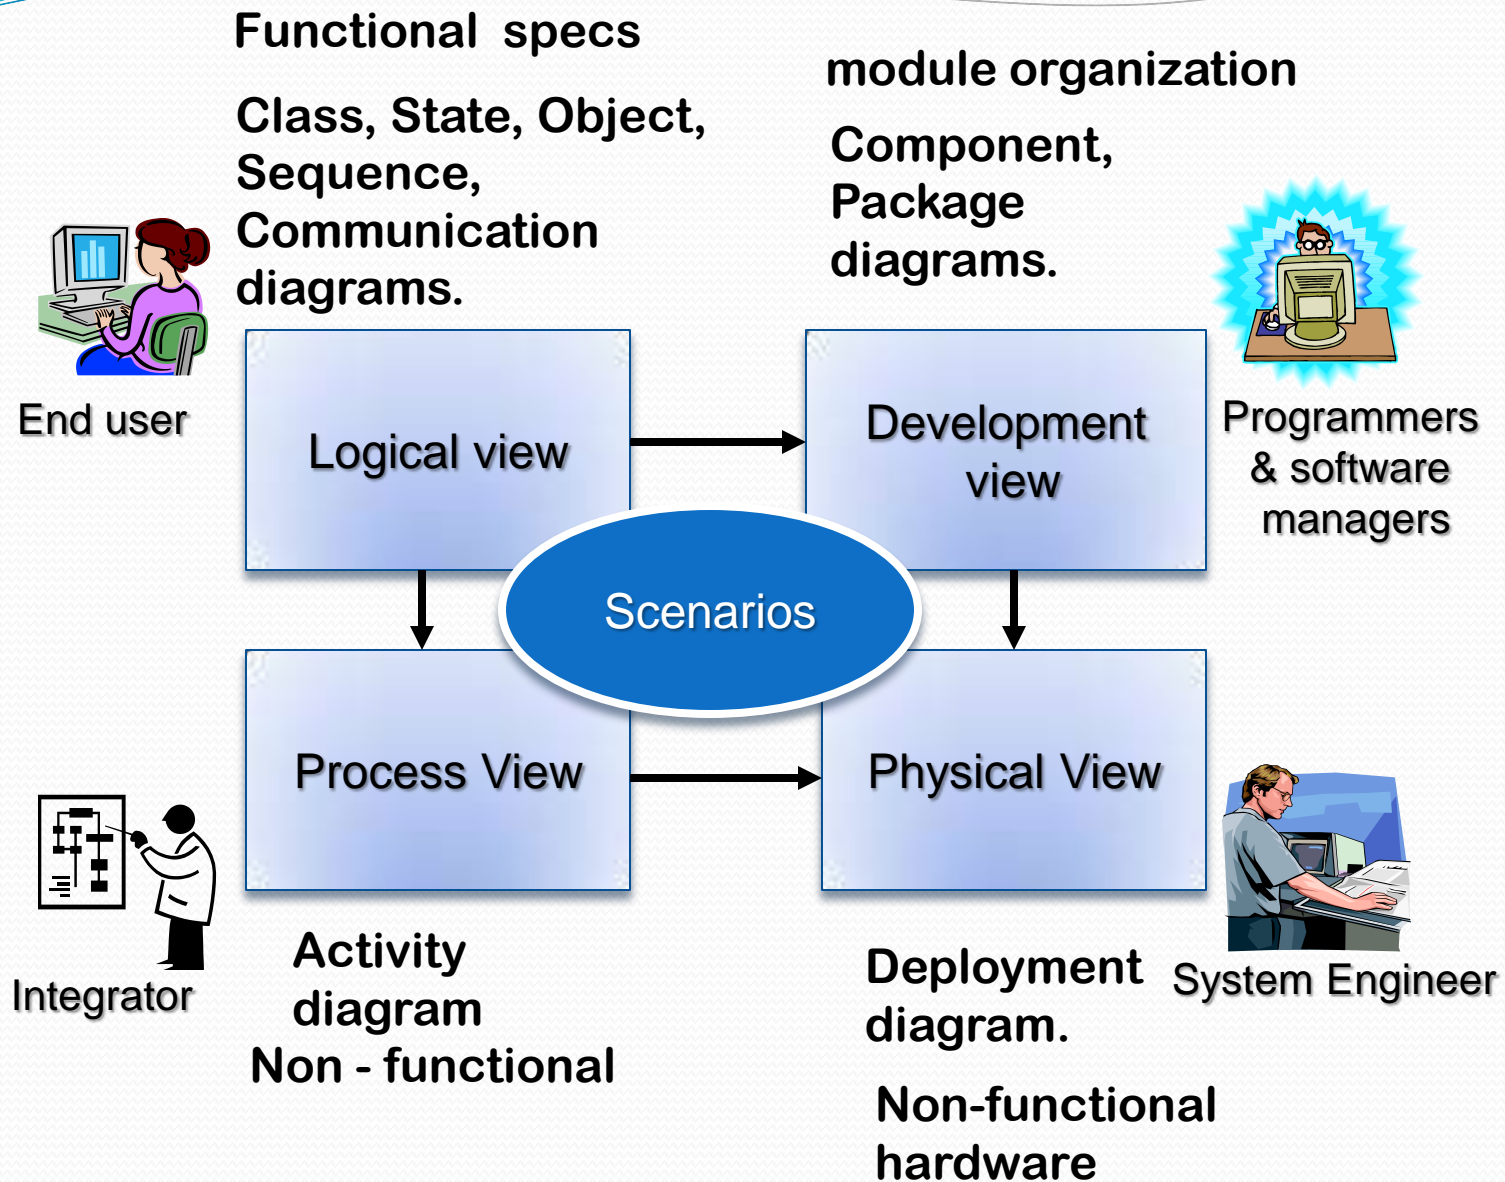 Functional specs
Class, State, Object,
Sequence,
Communication
diagrams.
module organization
Component,
Package
diagrams.
End user
Logical view
Development
view
Programmers
& software
managers
Scenarios
Process View
Physical View
Integrator
Activity
diagram
Non - functional
Deployment
diagram.
System Engineer
Non-functional
hardware